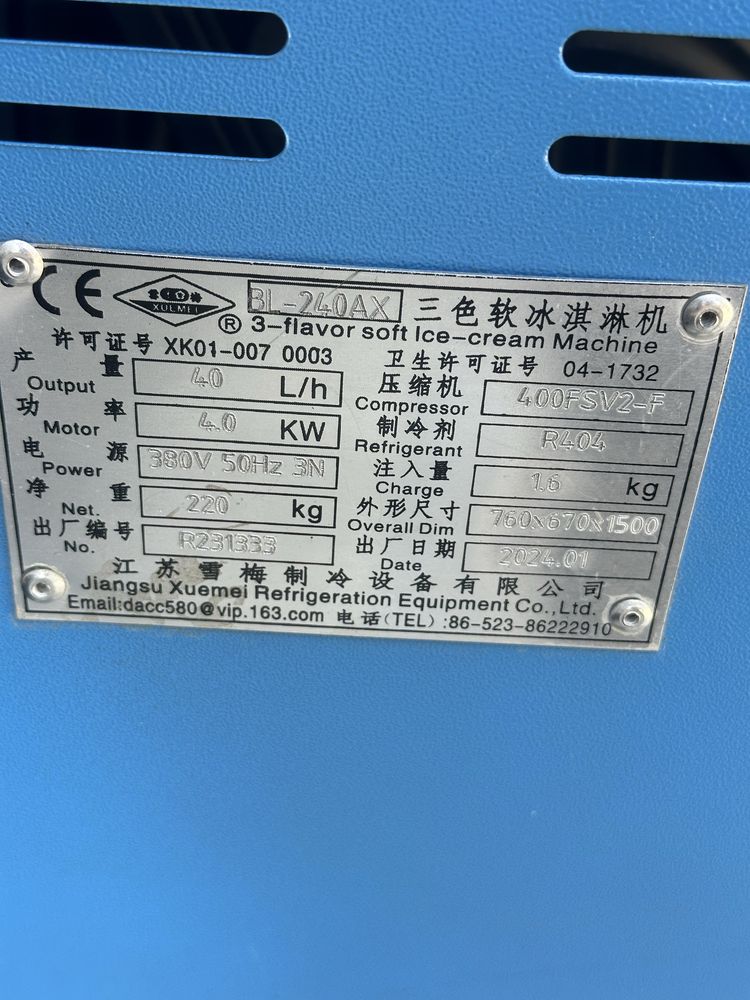 CE XUEMEI ® BL-240AX 三色软冰淇淋机
3-flavor soft Ice-cream Machine
许可证号 XK01-007 0003 卫生许可证号 04-1732
产量 Output 40 L/h 压缩机 Compressor 400FSV2-F
功率 Motor 4.0 KW 制冷剂 Refrigerant R404
电源 Power 380V 50Hz 3N 注入量 Charge 1.6 kg
净重 Net. 220 kg 外形尺寸 Overall Dim 760x670x1500
出厂编号 No. R231333 出厂日期 Date 2024.01
江苏雪梅制冷设备有限公司
Jiangsu Xuemei Refrigeration Equipment Co.,Ltd.
Email:dacc580@vip.163.com 电话(TEL):86-523-86222910